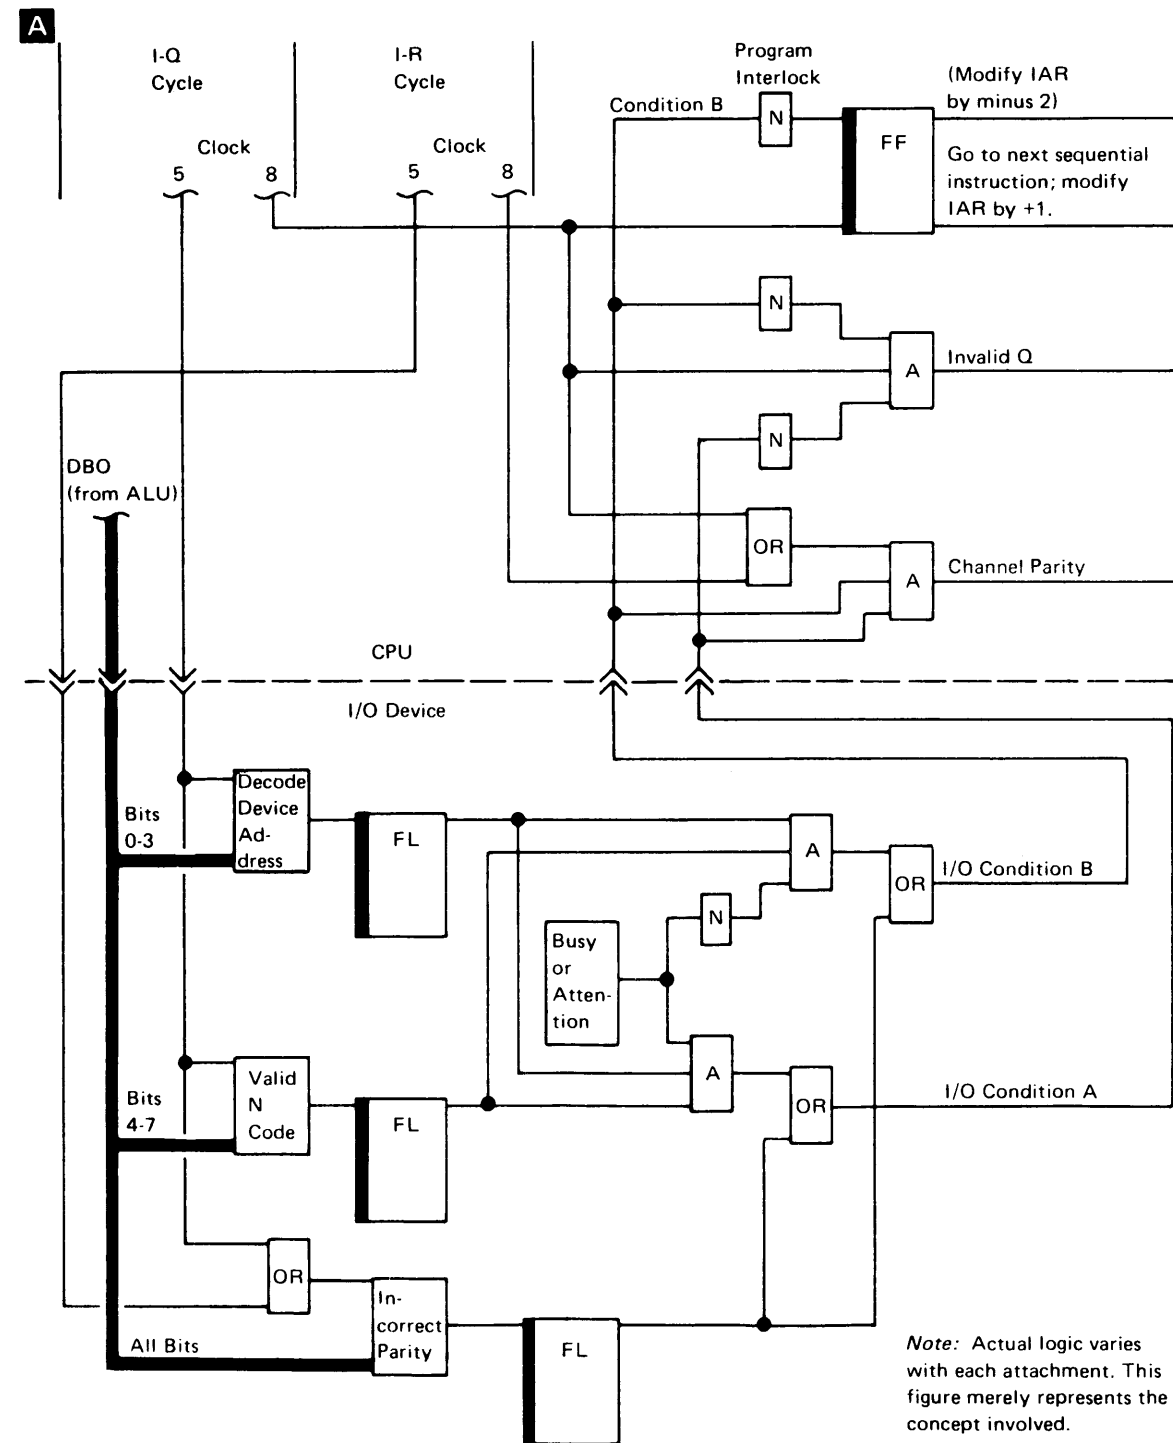 A
I-Q
Cycle
I-R
Cycle
Clock
5
8
Clock
5
8
Program
Interlock
Condition B
N
FF
(Modify IAR
by minus 2)
Go to next sequential
instruction; modify
IAR by +1.
N
A
Invalid Q
N
DBO
(from ALU)
OR
A
Channel Parity
CPU
I/O Device
Decode
Device
Ad-
dress
Bits
0-3
FL
A
OR
I/O Condition B
N
Busy
or
Atten-
tion
A
OR
I/O Condition A
Valid
N
Code
Bits
4-7
FL
OR
In-
correct
Parity
All Bits
FL
Note: Actual logic varies
with each attachment. This
figure merely represents the
concept involved.